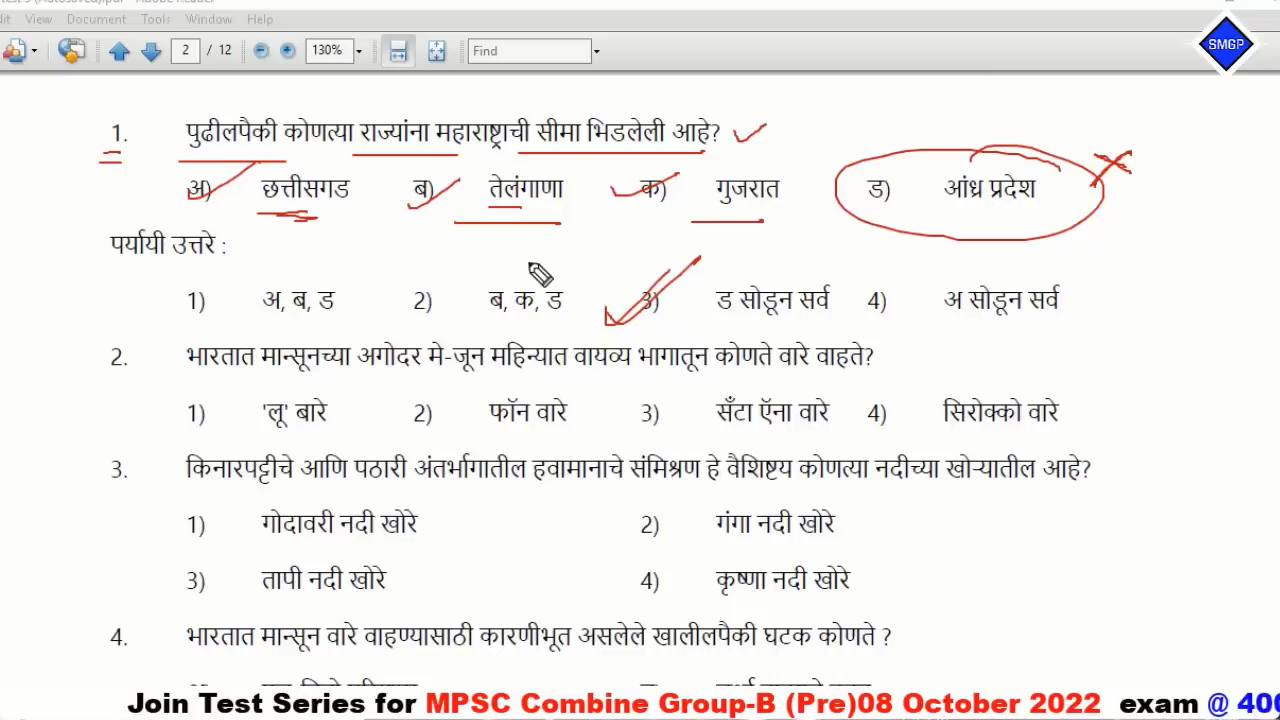 View Document Tools Window Help
2 / 12 130% Find
SMGP
1. पुढीलपैकी कोणत्या राज्यांना महाराष्ट्राची सीमा भिडलेली आहे?
अ) छत्तीसगड ब) तेलंगाणा क) गुजरात ड) आंध्र प्रदेश
पर्यायी उत्तरे :
1) अ, ब, ड 2) ब, क, ड 3) ड सोडून सर्व 4) अ सोडून सर्व
2. भारतात मान्सूनच्या अगोदर मे-जून महिन्यात वायव्य भागातून कोणते वारे वाहते?
1) 'लू' बारे 2) फॉन वारे 3) सँटा ऍना वारे 4) सिरोक्को वारे
3. किनारपट्टीचे आणि पठारी अंतर्भागातील हवामानाचे संमिश्रण हे वैशिष्टय कोणत्या नदीच्या खोऱ्यातील आहे?
1) गोदावरी नदी खोरे 2) गंगा नदी खोरे
3) तापी नदी खोरे 4) कृष्णा नदी खोरे
4. भारतात मान्सून वारे वाहण्यासाठी कारणीभूत असलेले खालीलपैकी घटक कोणते ?
Join Test Series for MPSC Combine Group-B (Pre)08 October 2022 exam @